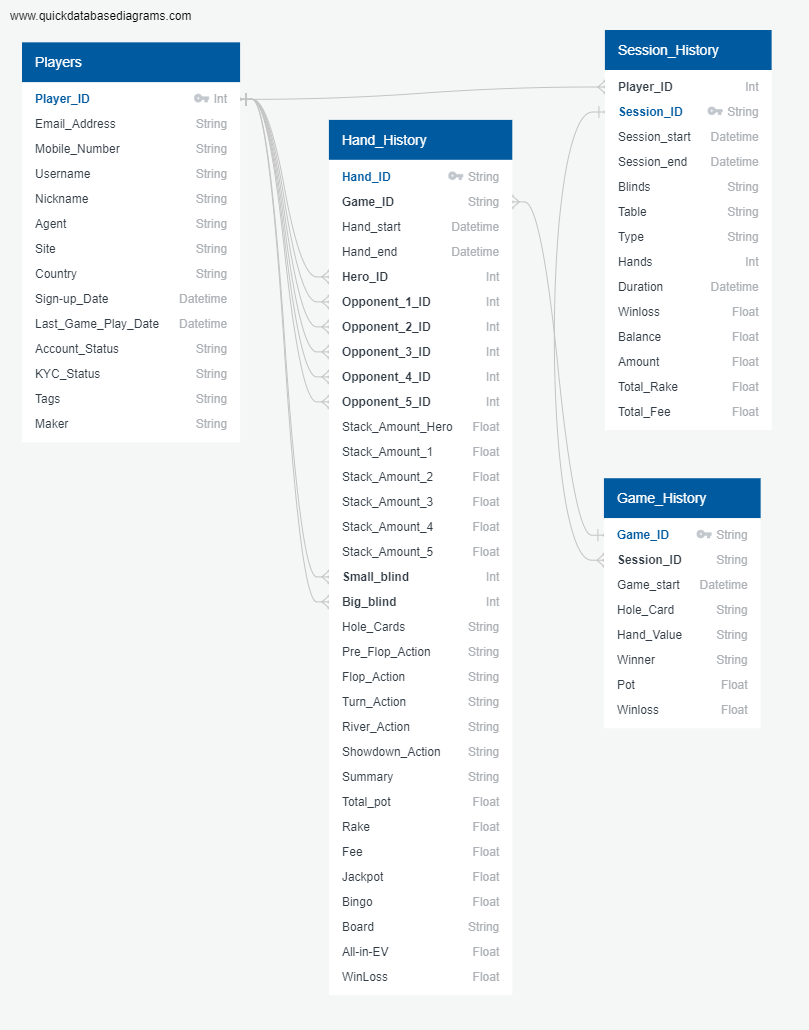 www.quickdatabasediagrams.com
Players
Player_ID Int
Email_Address String
Mobile_Number String
Username String
Nickname String
Agent String
Site String
Country String
Sign-up_Date Datetime
Last_Game_Play_Date Datetime
Account_Status String
KYC_Status String
Tags String
Maker String
Hand_History
Hand_ID String
Game_ID String
Hand_start Datetime
Hand_end Datetime
Hero_ID Int
Opponent_1_ID Int
Opponent_2_ID Int
Opponent_3_ID Int
Opponent_4_ID Int
Opponent_5_ID Int
Stack_Amount_Hero Float
Stack_Amount_1 Float
Stack_Amount_2 Float
Stack_Amount_3 Float
Stack_Amount_4 Float
Stack_Amount_5 Float
Small_blind Int
Big_blind Int
Hole_Cards String
Pre_Flop_Action String
Flop_Action String
Turn_Action String
River_Action String
Showdown_Action String
Summary String
Total_pot Float
Rake Float
Fee Float
Jackpot Float
Bingo Float
Board String
All-in-EV Float
WinLoss Float
Session_History
Player_ID Int
Session_ID String
Session_start Datetime
Session_end Datetime
Blinds String
Table String
Type String
Hands Int
Duration Datetime
Winloss Float
Balance Float
Amount Float
Total_Rake Float
Total_Fee Float
Game_History
Game_ID String
Session_ID String
Game_start Datetime
Hole_Card String
Hand_Value String
Winner String
Pot Float
Winloss Float